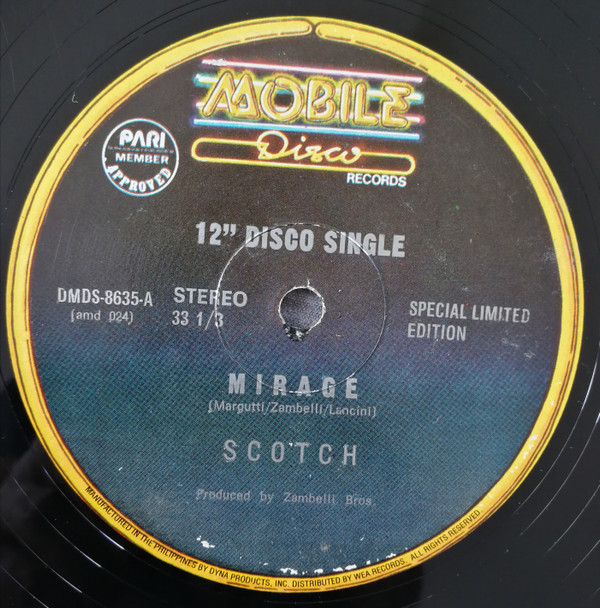 MOBILE
Disco
RECORDS
PARI
MEMBER
APPROVED
12" DISCO SINGLE
DMDS-8635-A
(amd 024)
STEREO
33 1/3
SPECIAL LIMITED
EDITION
MIRAGE
(Margutti/Zambelli/Lancini)
SCOTCH
Produced by Zambelli Bros.
MANUFACTURED IN THE PHILIPPINES BY DYNA PRODUCTS, INC. DISTRIBUTED BY WEA RECORDS. ALL RIGHTS RESERVED.